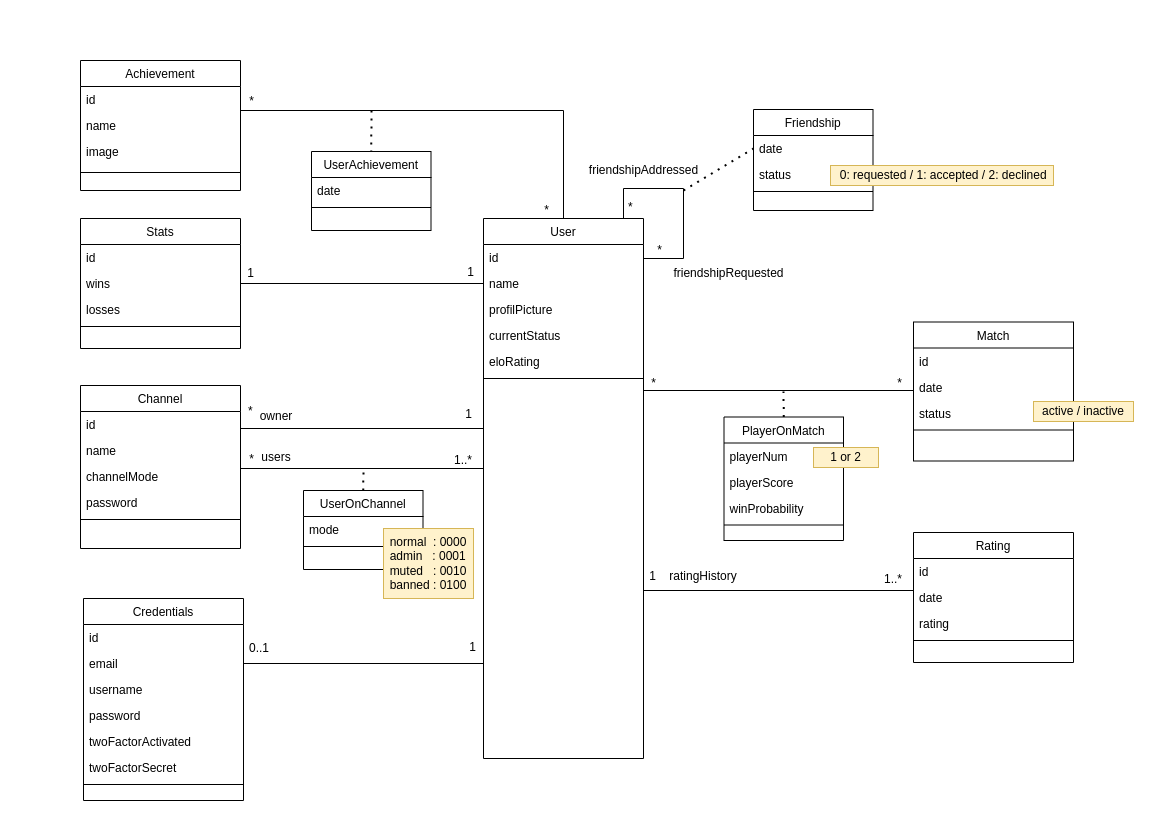 Achievement
id
name
image
*
*
UserAchievement
date
Friendship
date
status
0: requested / 1: accepted / 2: declined
friendshipAddressed
*
*
friendshipRequested
Stats
id
wins
losses
1
1
User
id
name
profilPicture
currentStatus
eloRating
Match
id
date
status
active / inactive
*
*
PlayerOnMatch
playerNum
1 or 2
playerScore
winProbability
Channel
id
name
channelMode
password
* owner
1
* users
1..*
UserOnChannel
mode
normal : 0000
admin : 0001
muted : 0010
banned : 0100
1 ratingHistory
1..*
Rating
id
date
rating
Credentials
id
email
username
password
twoFactorActivated
twoFactorSecret
0..1
1